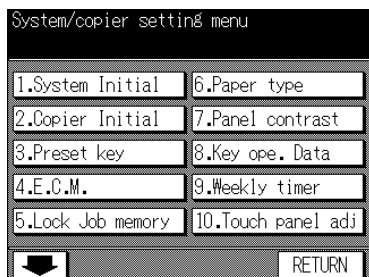 System/copier setting menu
1.System Initial
2.Copier Initial
3.Preset key
4.E.C.M.
5.Lock Job memory
6.Paper type
7.Panel contrast
8.Key ope. Data
9.Weekly timer
10.Touch panel adj
RETURN